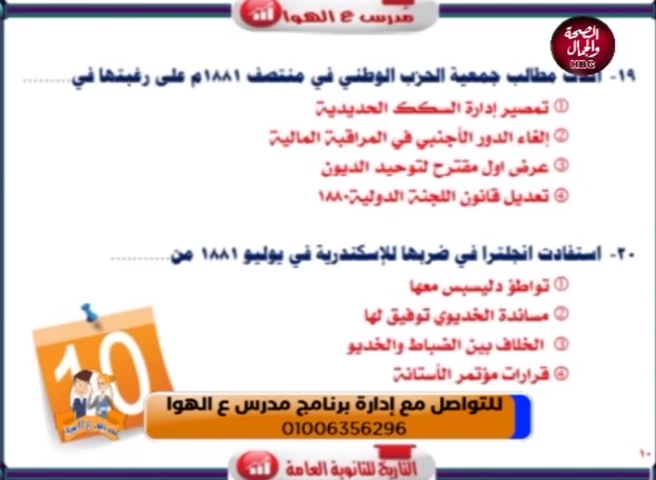 مدرس ع الهوا
الصحة
والجمال
HBG
١٩- مطالب جمعية الحزب الوطني في منتصف ١٨٨١م على رغبتها في.........
① تمصير إدارة السكك الحديدية
② إلغاء الدور الأجنبي في المراقبة المالية
③ عرض اول مقترح لتوحيد الديون
④ تعديل قانون اللجنة الدولية١٨٨٠
٢٠- استفادت انجلترا في ضربها للإسكندرية في يوليو ١٨٨١ من...........
① تواطؤ دليسبس معها
② مساندة الخديوي توفيق لها
③ الخلاف بين الضباط والخديو
④ قرارات مؤتمر الأستانة
10
للتواصل مع إدارة برنامج مدرس ع الهوا
01006356296
١٠
التاريخ للثانوية العامة